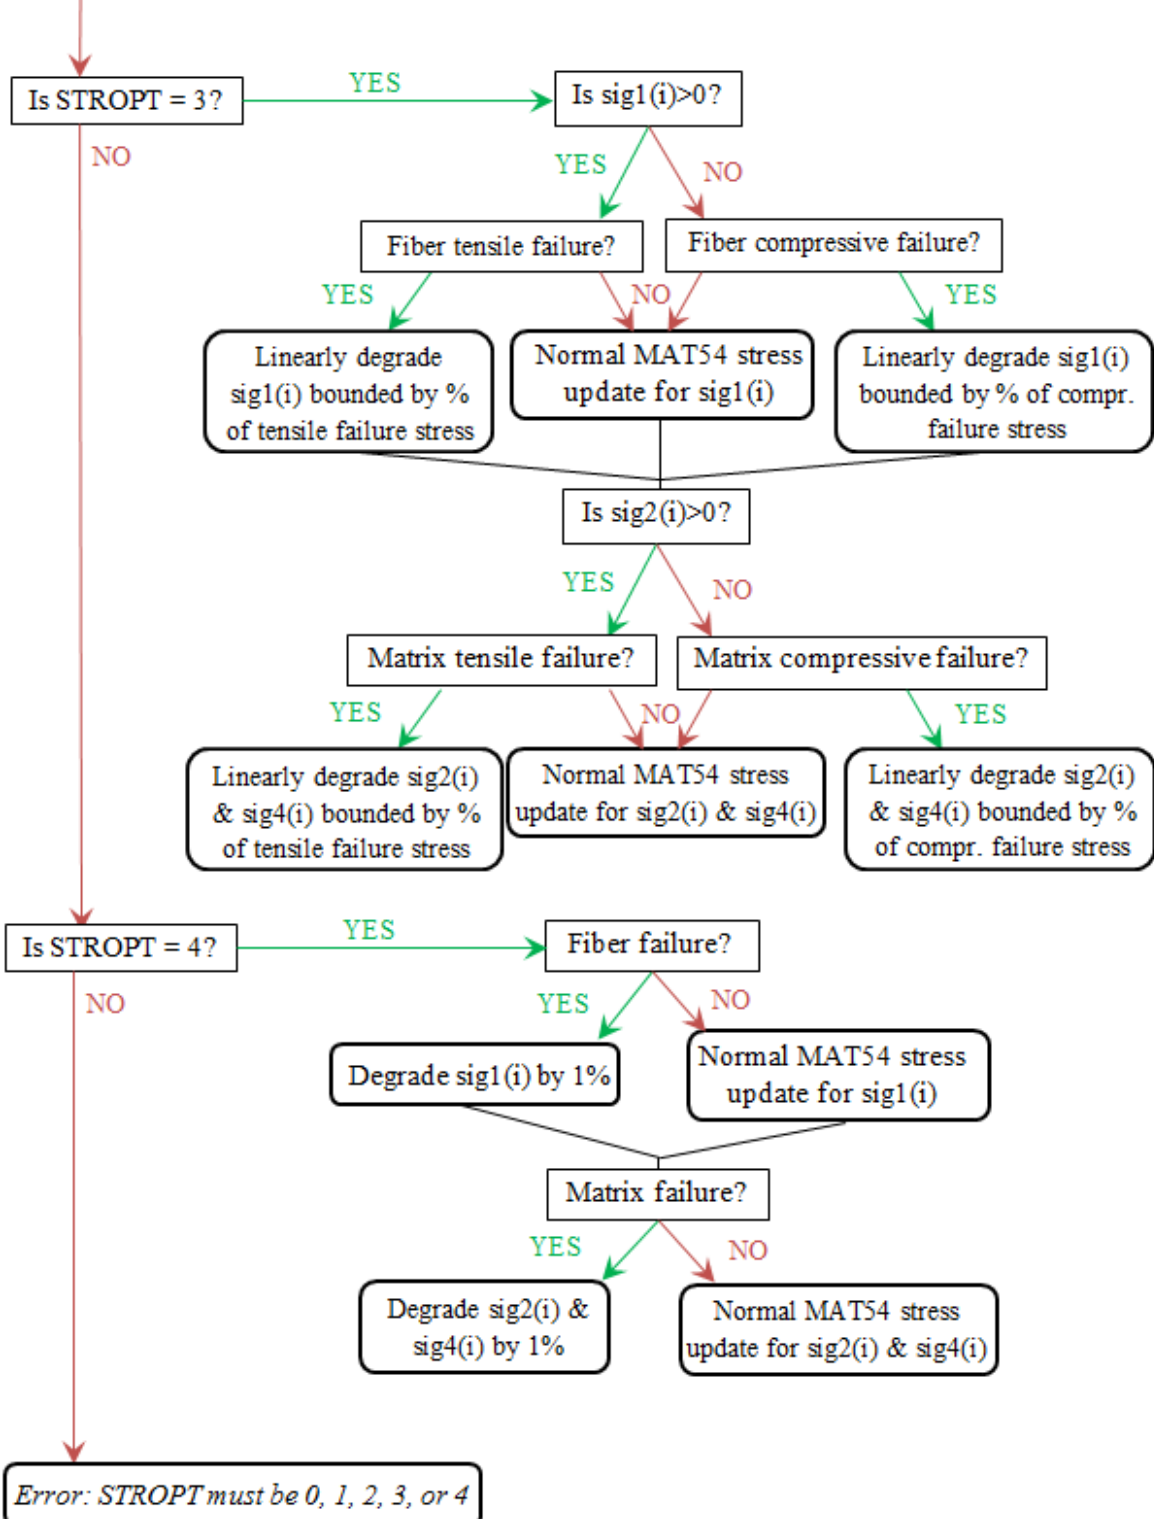 Is STROPT = 3?
YES
Is sig1(i)>0?
NO
YES
NO
Fiber tensile failure?
Fiber compressive failure?
YES
NO
YES
Linearly degrade
sig1(i) bounded by %
of tensile failure stress
Normal MAT54 stress
update for sig1(i)
Linearly degrade sig1(i)
bounded by % of compr.
failure stress
Is sig2(i)>0?
YES
NO
Matrix tensile failure?
Matrix compressive failure?
YES
NO
YES
Linearly degrade sig2(i)
& sig4(i) bounded by %
of tensile failure stress
Normal MAT54 stress
update for sig2(i) & sig4(i)
Linearly degrade sig2(i)
& sig4(i) bounded by %
of compr. failure stress
Is STROPT = 4?
YES
Fiber failure?
NO
YES
NO
Degrade sig1(i) by 1%
Normal MAT54 stress
update for sig1(i)
Matrix failure?
YES
NO
Degrade sig2(i) &
sig4(i) by 1%
Normal MAT54 stress
update for sig2(i) & sig4(i)
Error: STROPT must be 0, 1, 2, 3, or 4